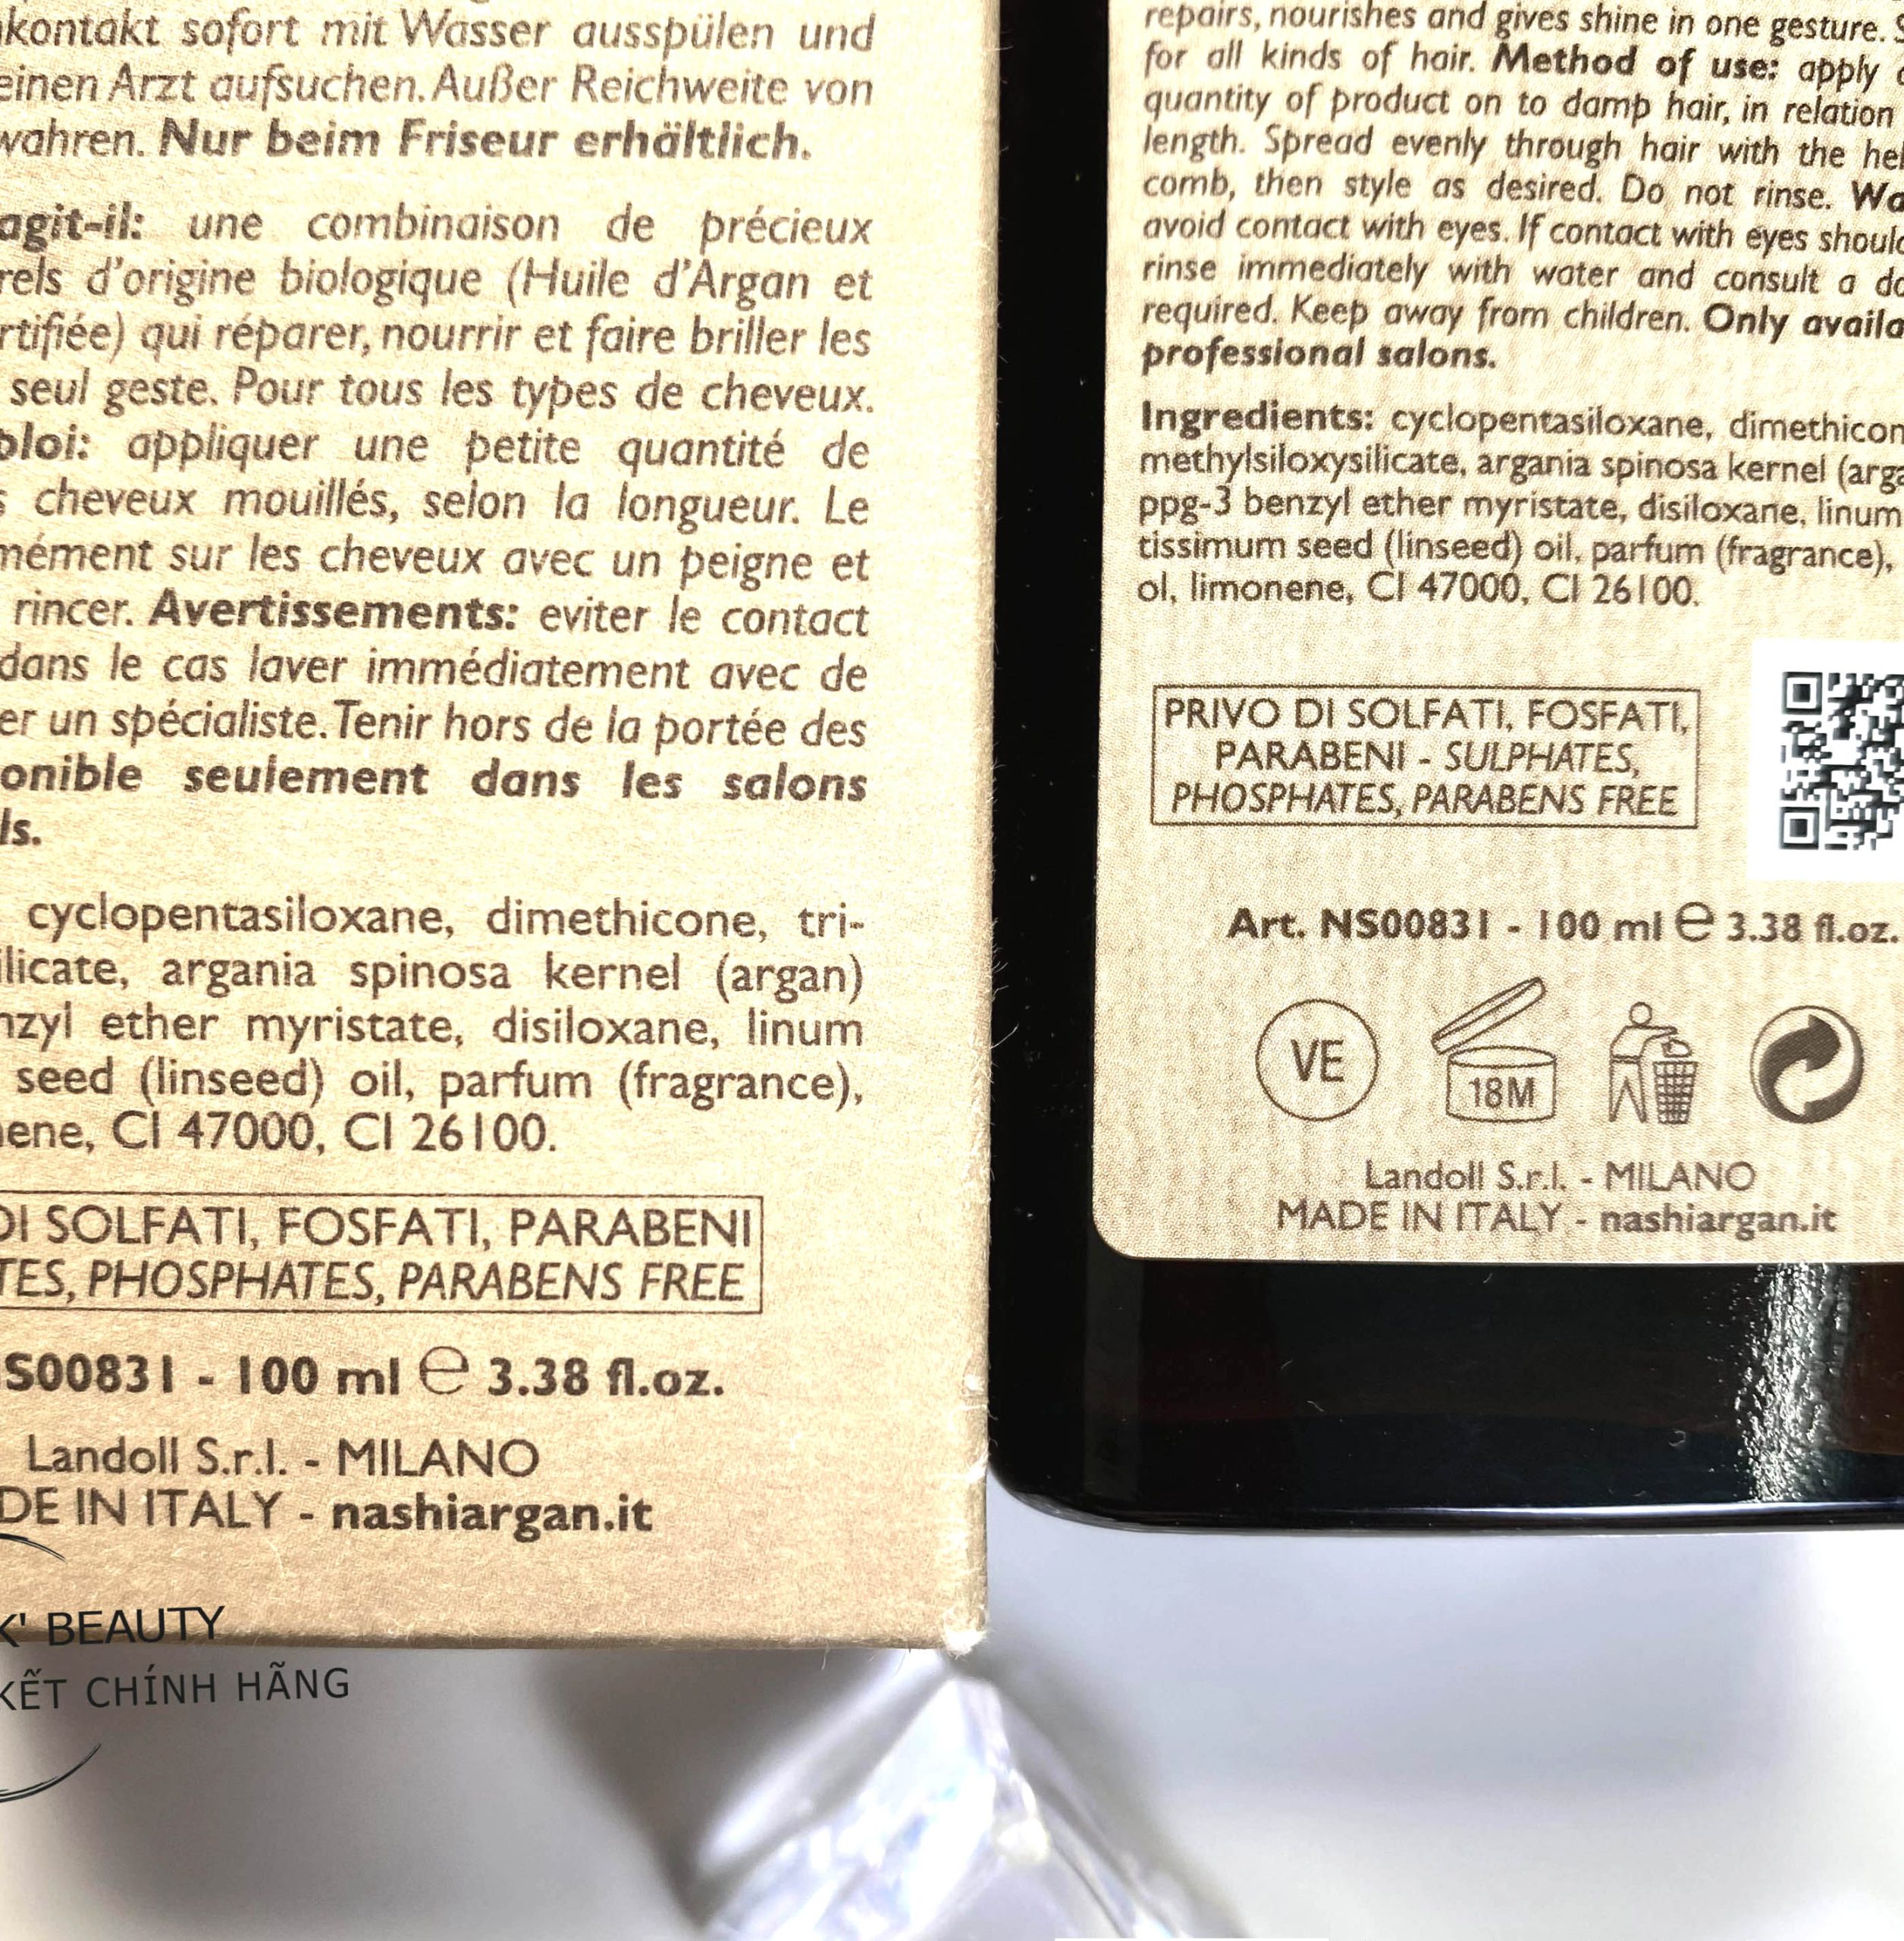 kontakt sofort mit Wasser ausspülen und
einen Arzt aufsuchen. Außer Reichweite von
wahren. Nur beim Friseur erhältlich.
agit-il: une combinaison de précieux
rels d'origine biologique (Huile d'Argan et
rtifiée) qui réparer, nourrir et faire briller les
seul geste. Pour tous les types de cheveux.
ploi: appliquer une petite quantité de
s cheveux mouillés, selon la longueur. Le
mément sur les cheveux avec un peigne et
rincer. Avertissements: eviter le contact
dans le cas laver immédiatement avec de
er un spécialiste. Tenir hors de la portée des
onible seulement dans les salons
ls.
cyclopentasiloxane, dimethicone, tri-
licate, argania spinosa kernel (argan)
nzyl ether myristate, disiloxane, linum
seed (linseed) oil, parfum (fragrance),
ene, CI 47000, CI 26100.
DI SOLFATI, FOSFATI, PARABENI
TES, PHOSPHATES, PARABENS FREE
S00831 - 100 ml e 3.38 fl.oz.
Landoll S.r.l. - MILANO
DE IN ITALY - nashiargan.it
K' BEAUTY
KẾT CHÍNH HÃNG
repairs, nourishes and gives shine in one gesture. S
for all kinds of hair. Method of use: apply
quantity of product on to damp hair, in relation
length. Spread evenly through hair with the hel
comb, then style as desired. Do not rinse. Wa
avoid contact with eyes. If contact with eyes should
rinse immediately with water and consult a do
required. Keep away from children. Only availa
professional salons.
Ingredients: cyclopentasiloxane, dimethicon
methylsiloxysilicate, argania spinosa kernel (arga
ppg-3 benzyl ether myristate, disiloxane, linum
tissimum seed (linseed) oil, parfum (fragrance),
ol, limonene, CI 47000, CI 26100.
PRIVO DI SOLFATI, FOSFATI,
PARABENI - SULPHATES,
PHOSPHATES, PARABENS FREE
Art. NS00831 - 100 ml e 3.38 fl.oz.
VE
18M
Landoll S.r.l. - MILANO
MADE IN ITALY - nashiargan.it